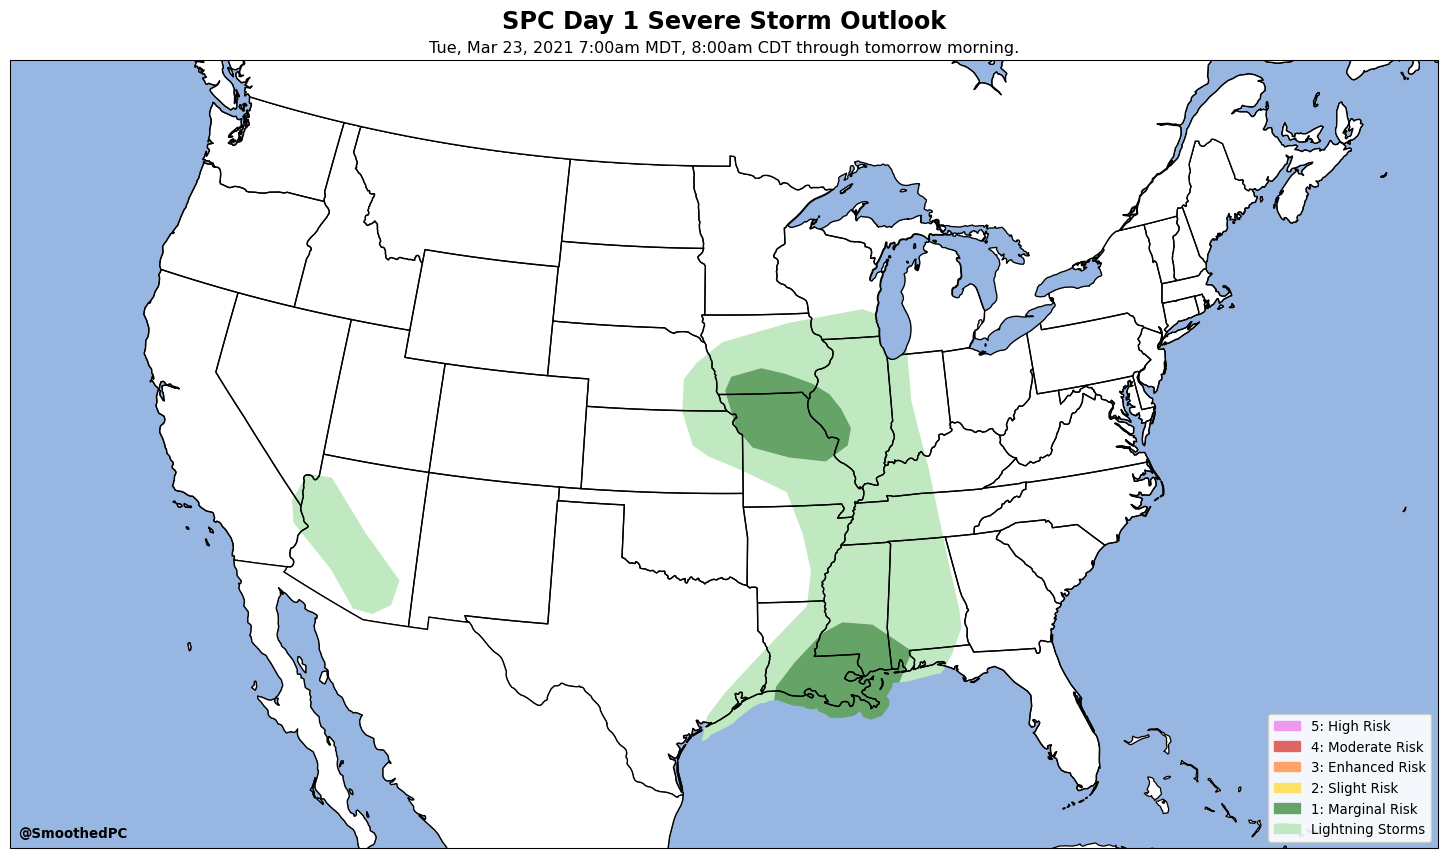 SPC Day 1 Severe Storm Outlook
Tue, Mar 23, 2021 7:00am MDT, 8:00am CDT through tomorrow morning.
5: High Risk
4: Moderate Risk
3: Enhanced Risk
2: Slight Risk
1: Marginal Risk
Lightning Storms
@SmoothedPC